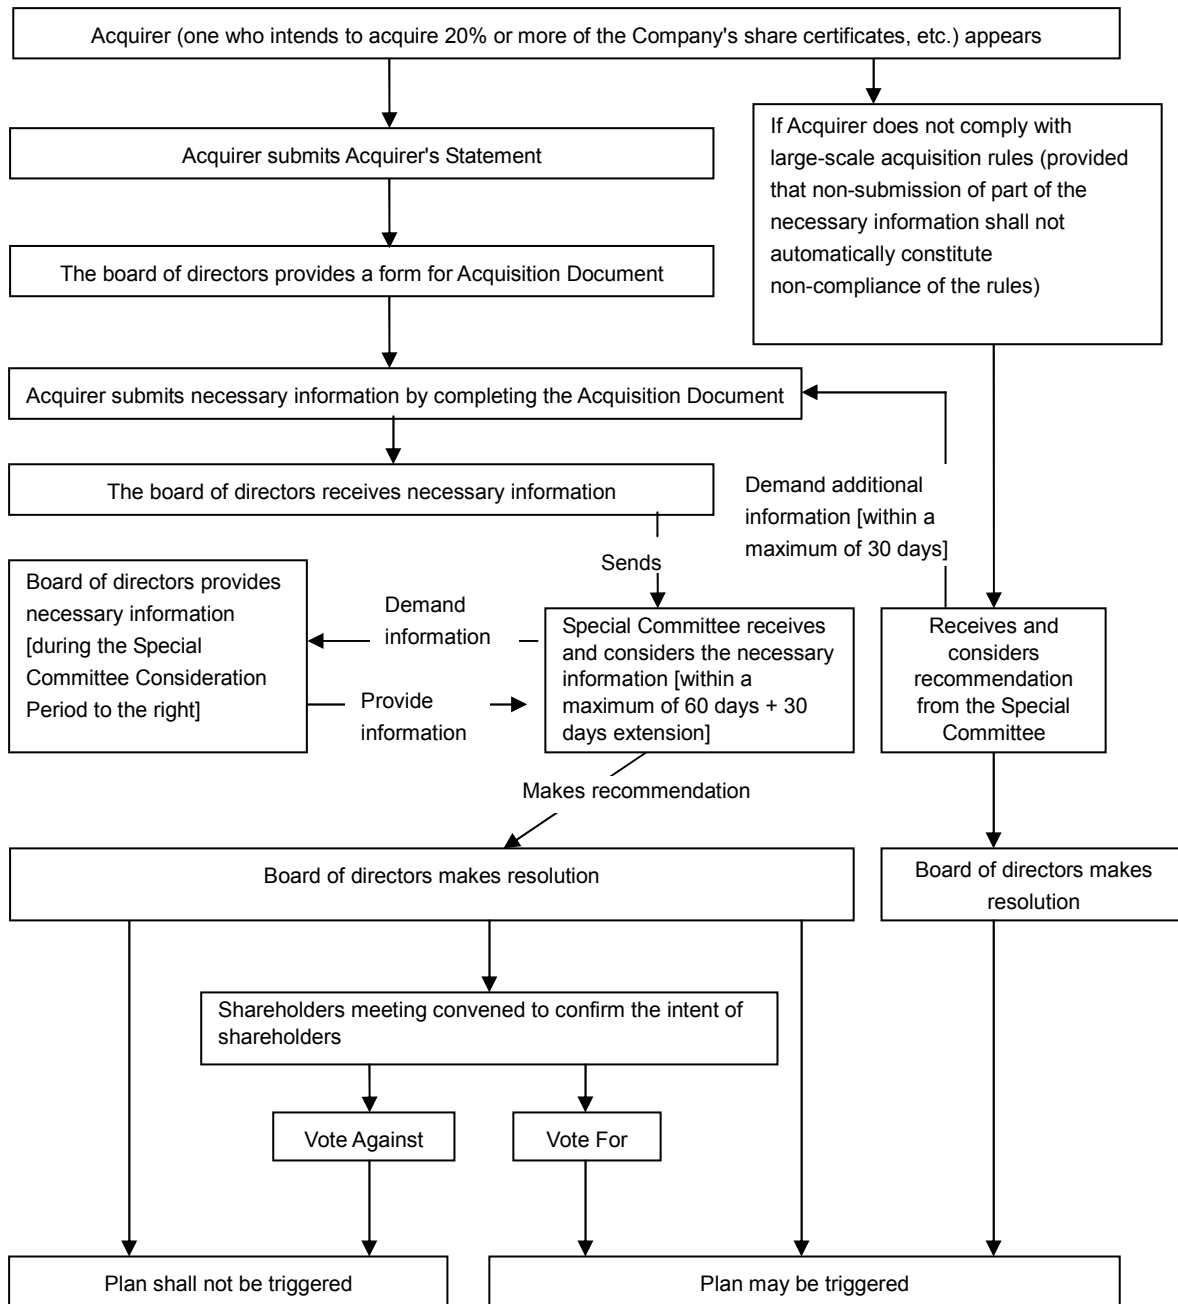 Acquirer (one who intends to acquire 20% or more of the Company's share certificates, etc.) appears
Acquirer submits Acquirer's Statement
If Acquirer does not comply with
large-scale acquisition rules (provided
that non-submission of part of the
necessary information shall not
automatically constitute
non-compliance of the rules)
The board of directors provides a form for Acquisition Document
Acquirer submits necessary information by completing the Acquisition Document
The board of directors receives necessary information
Demand additional
information [within a
maximum of 30 days]
Sends
Board of directors provides
necessary information
[during the Special
Committee Consideration
Period to the right]
Demand
information
Provide
information
Special Committee receives
and considers the necessary
information [within a
maximum of 60 days + 30
days extension]
Receives and
considers
recommendation
from the Special
Committee
Makes recommendation
Board of directors makes resolution
Board of directors makes
resolution
Shareholders meeting convened to confirm the intent of
shareholders
Vote Against
Vote For
Plan shall not be triggered
Plan may be triggered